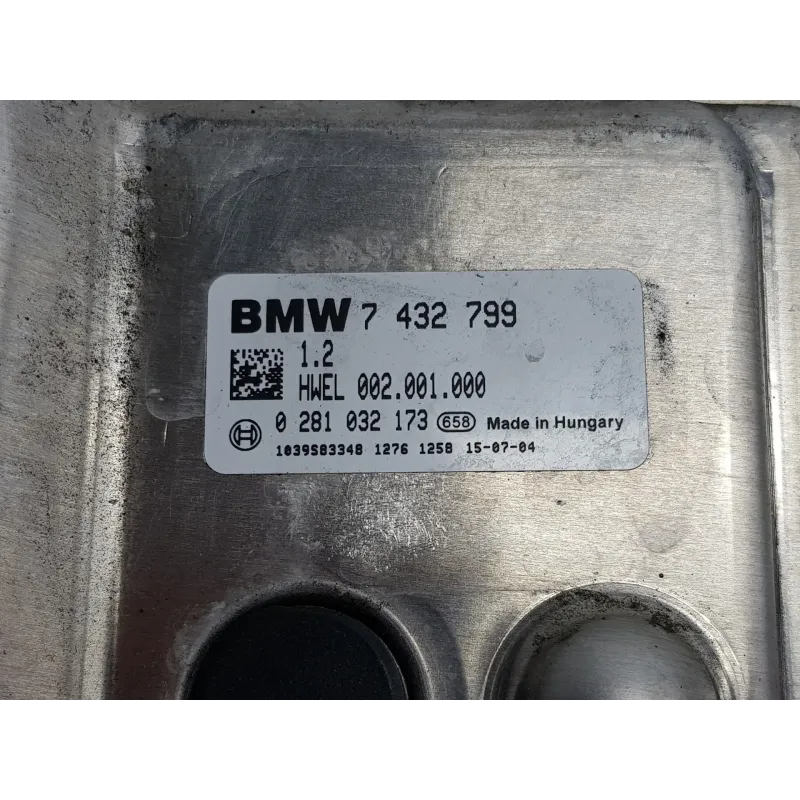 BMW 7 432 799
1.2
HWEL 002.001.000
0 281 032 173 658 Made in Hungary
1039S83348 1276 1258 15-07-04